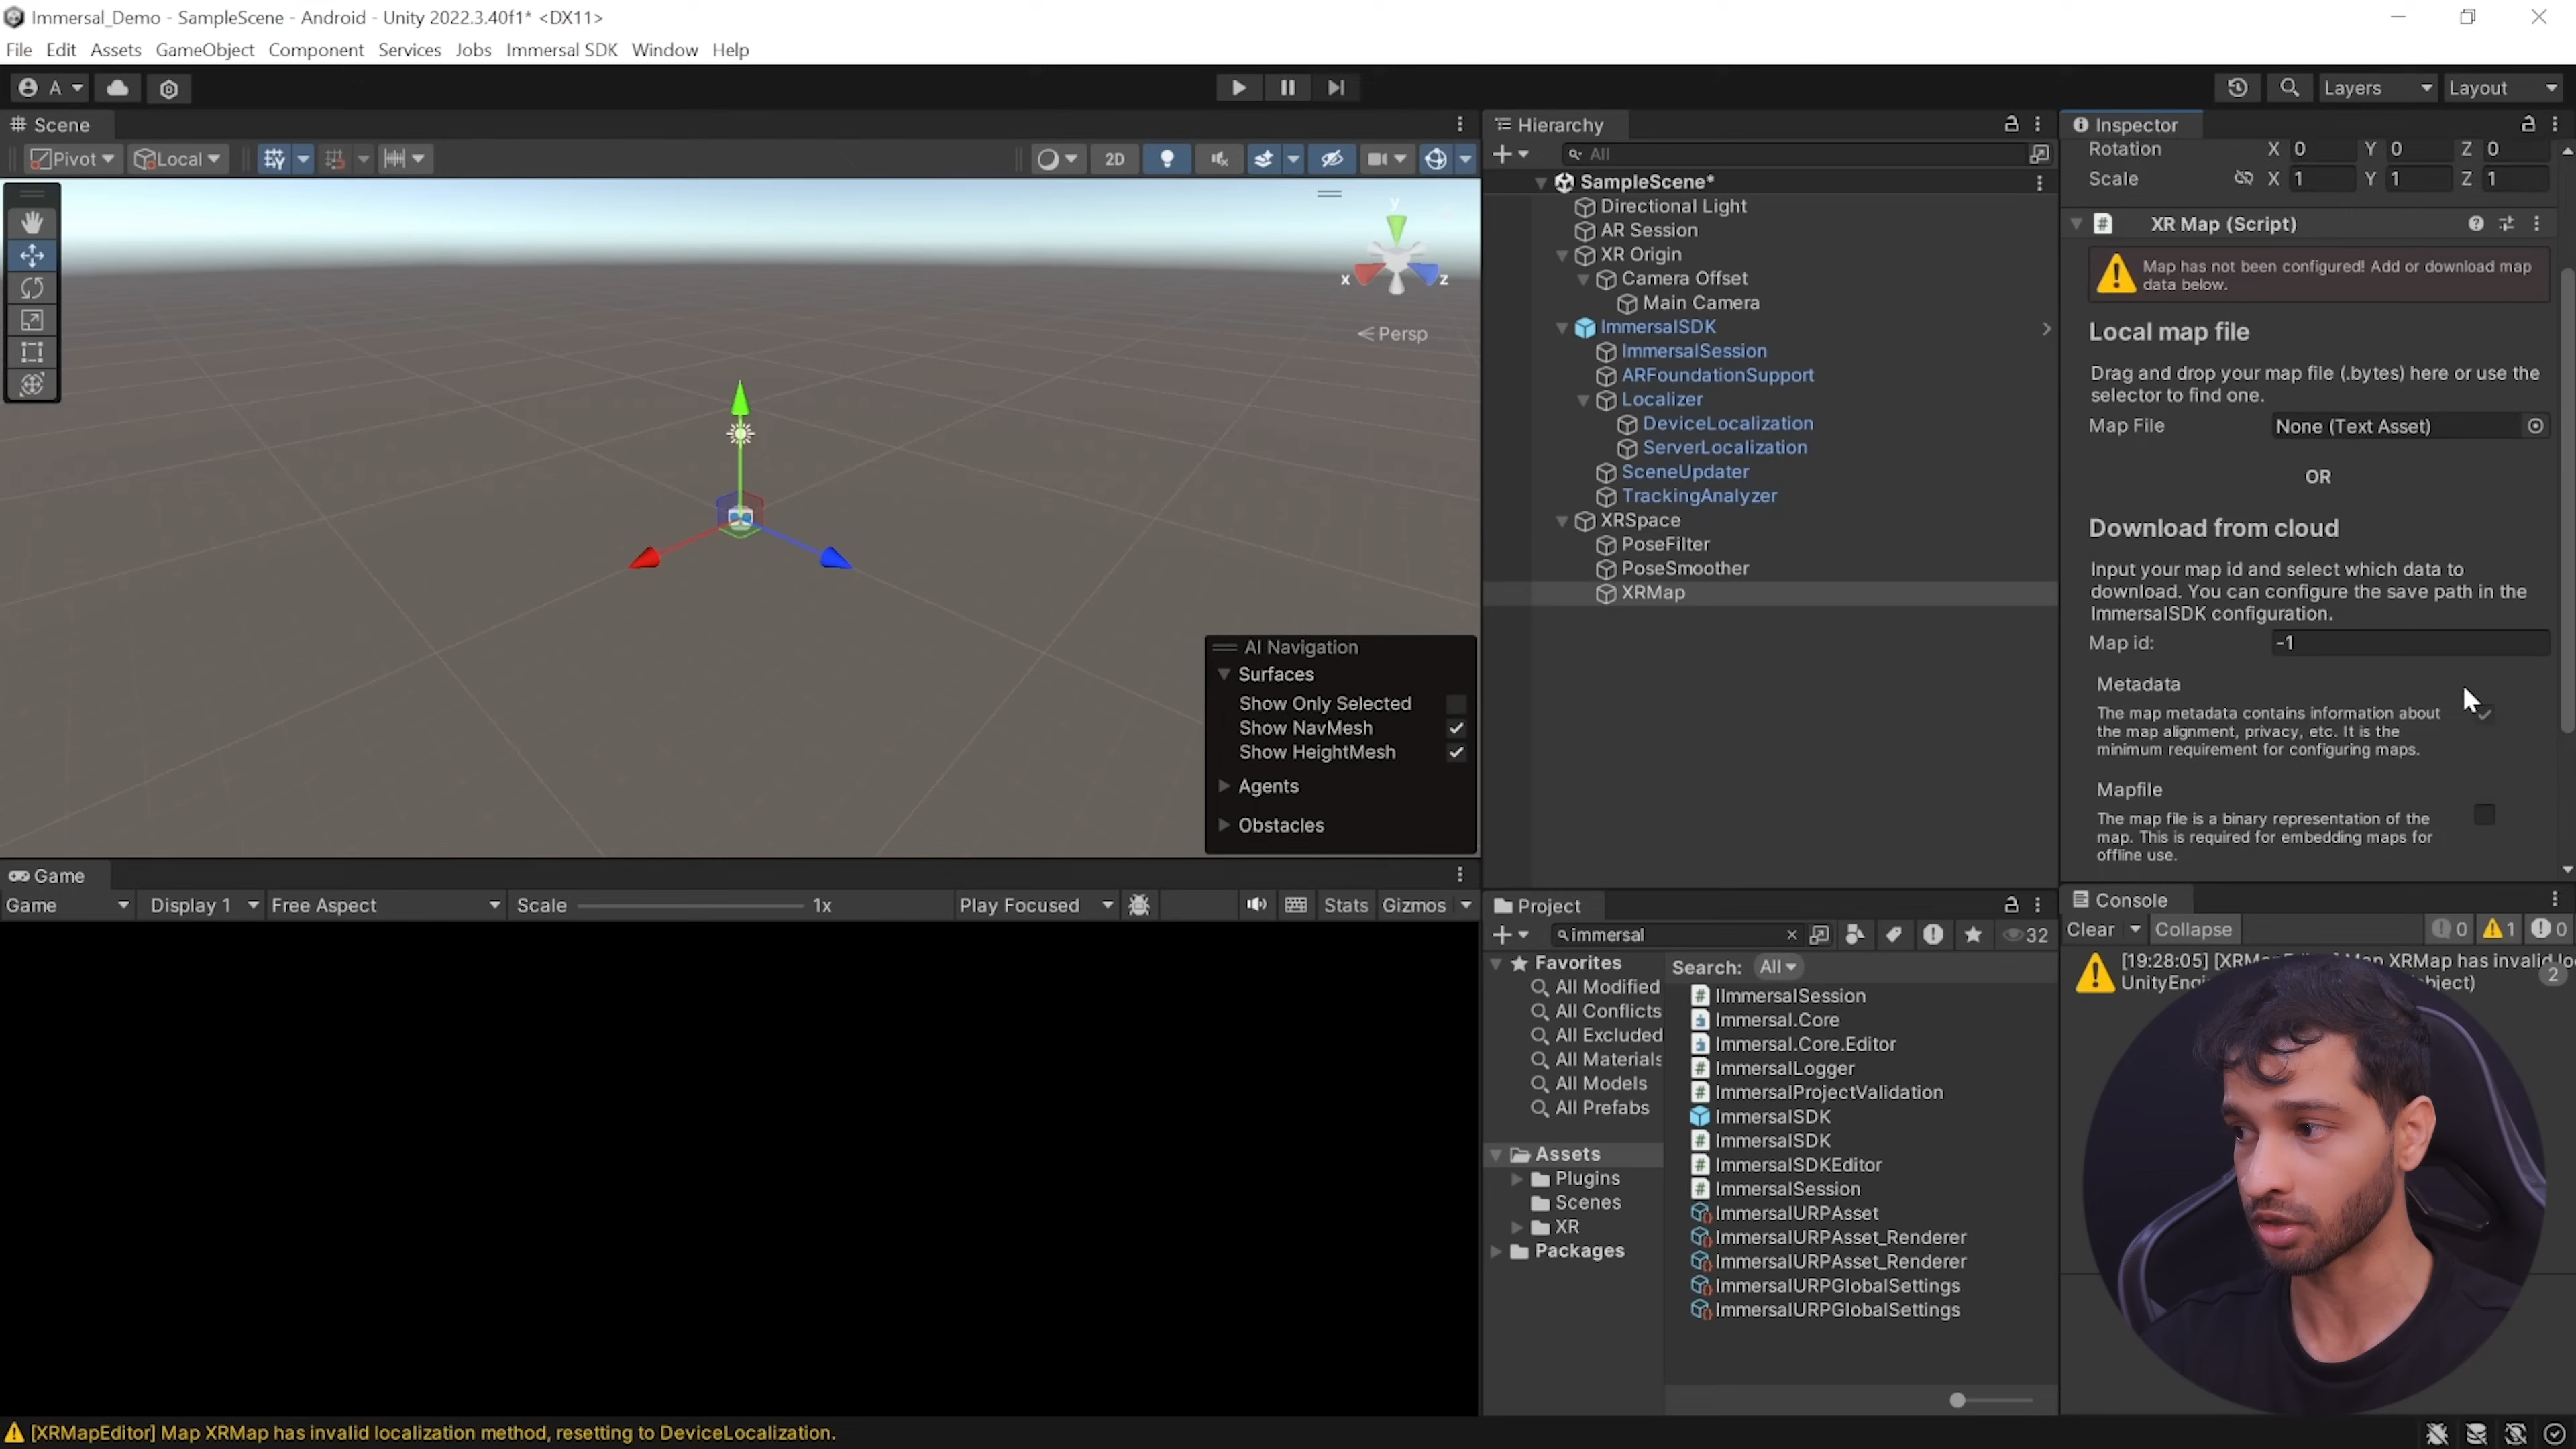 Immersal_Demo - SampleScene - Android - Unity 2022.3.40f1* <DX11>
File Edit Assets GameObject Component Services Jobs Immersal SDK Window Help
A
Layers
Layout
Scene
Pivot
Local
2D
y
x
z
Persp
AI Navigation
Surfaces
Show Only Selected
Show NavMesh
Show HeightMesh
Agents
Obstacles
Game
Game
Display 1
Free Aspect
Scale
1x
Play Focused
Stats
Gizmos
Hierarchy
All
SampleScene*
Directional Light
AR Session
XR Origin
Camera Offset
Main Camera
ImmersalSDK
ImmersalSession
ARFoundationSupport
Localizer
DeviceLocalization
ServerLocalization
SceneUpdater
TrackingAnalyzer
XRSpace
PoseFilter
PoseSmoother
XRMap
Project
immersal
32
Favorites
All Modified
All Conflicts
All Excluded
All Materials
All Models
All Prefabs
Assets
Plugins
Scenes
XR
Packages
Search: All
IImmersalSession
Immersal.Core
Immersal.Core.Editor
ImmersalLogger
ImmersalProjectValidation
ImmersalSDK
ImmersalSDK
ImmersalSDKEditor
ImmersalSession
ImmersalURPAsset
ImmersalURPAsset_Renderer
ImmersalURPAsset_Renderer
ImmersalURPGlobalSettings
ImmersalURPGlobalSettings
Inspector
Rotation X 0 Y 0 Z 0
Scale X 1 Y 1 Z 1
XR Map (Script)
Map has not been configured! Add or download map
data below.
Local map file
Drag and drop your map file (.bytes) here or use the
selector to find one.
Map File None (Text Asset)
OR
Download from cloud
Input your map id and select which data to
download. You can configure the save path in the
ImmersalSDK configuration.
Map id: -1
Metadata
The map metadata contains information about
the map alignment, privacy, etc. It is the
minimum requirement for configuring maps.
Mapfile
The map file is a binary representation of the
map. This is required for embedding maps for
offline use.
Console
Clear
Collapse
0
1
0
[19:28:05] Map XRMap has invalid lo
2
[XRMapEditor] Map XRMap has invalid localization method, resetting to DeviceLocalization.